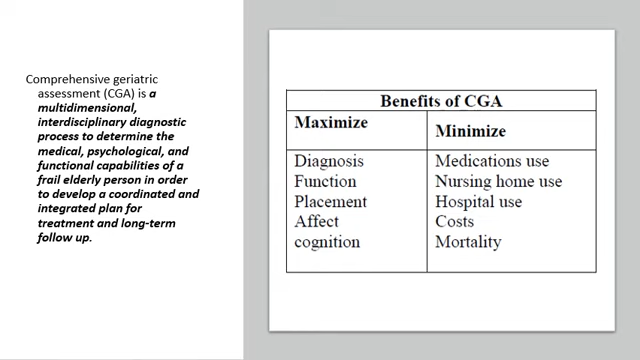 Comprehensive geriatric
assessment (CGA) is a
multidimensional,
interdisciplinary diagnostic
process to determine the
medical, psychological, and
functional capabilities of a
frail elderly person in order
to develop a coordinated and
integrated plan for
treatment and long-term
follow up.
Benefits of CGA
Maximize
Minimize
Diagnosis
Function
Placement
Affect
cognition
Medications use
Nursing home use
Hospital use
Costs
Mortality